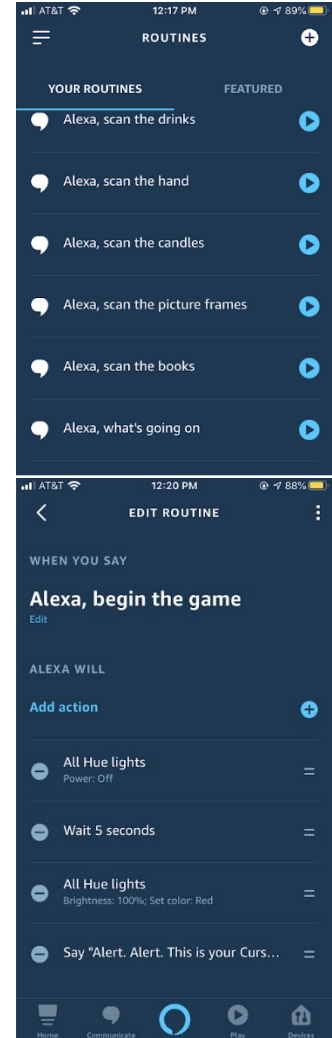 AT&T 12:17 PM 89%
ROUTINES
YOUR ROUTINES FEATURED
Alexa, scan the drinks
Alexa, scan the hand
Alexa, scan the candles
Alexa, scan the picture frames
Alexa, scan the books
Alexa, what's going on
AT&T 12:20 PM 88%
EDIT ROUTINE
WHEN YOU SAY
Alexa, begin the game
Edit
ALEXA WILL
Add action
All Hue lights
Power: Off
Wait 5 seconds
All Hue lights
Brightness: 100%; Set color: Red
Say "Alert. Alert. This is your Curs...
Home Communicate Play Devices